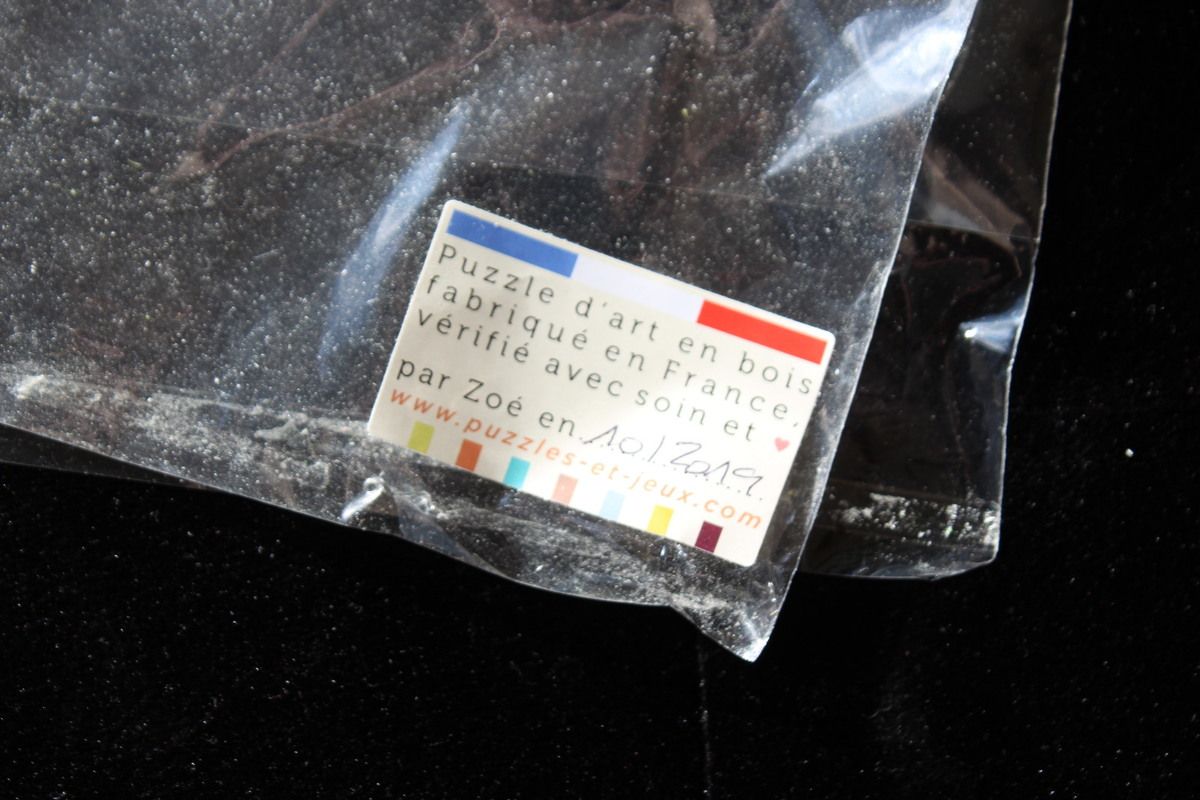 Puzzle d'art en bois
fabriqué en France,
vérifié avec soin et ♥
par Zoé en 10/2019
www.puzzles-et-jeux.com